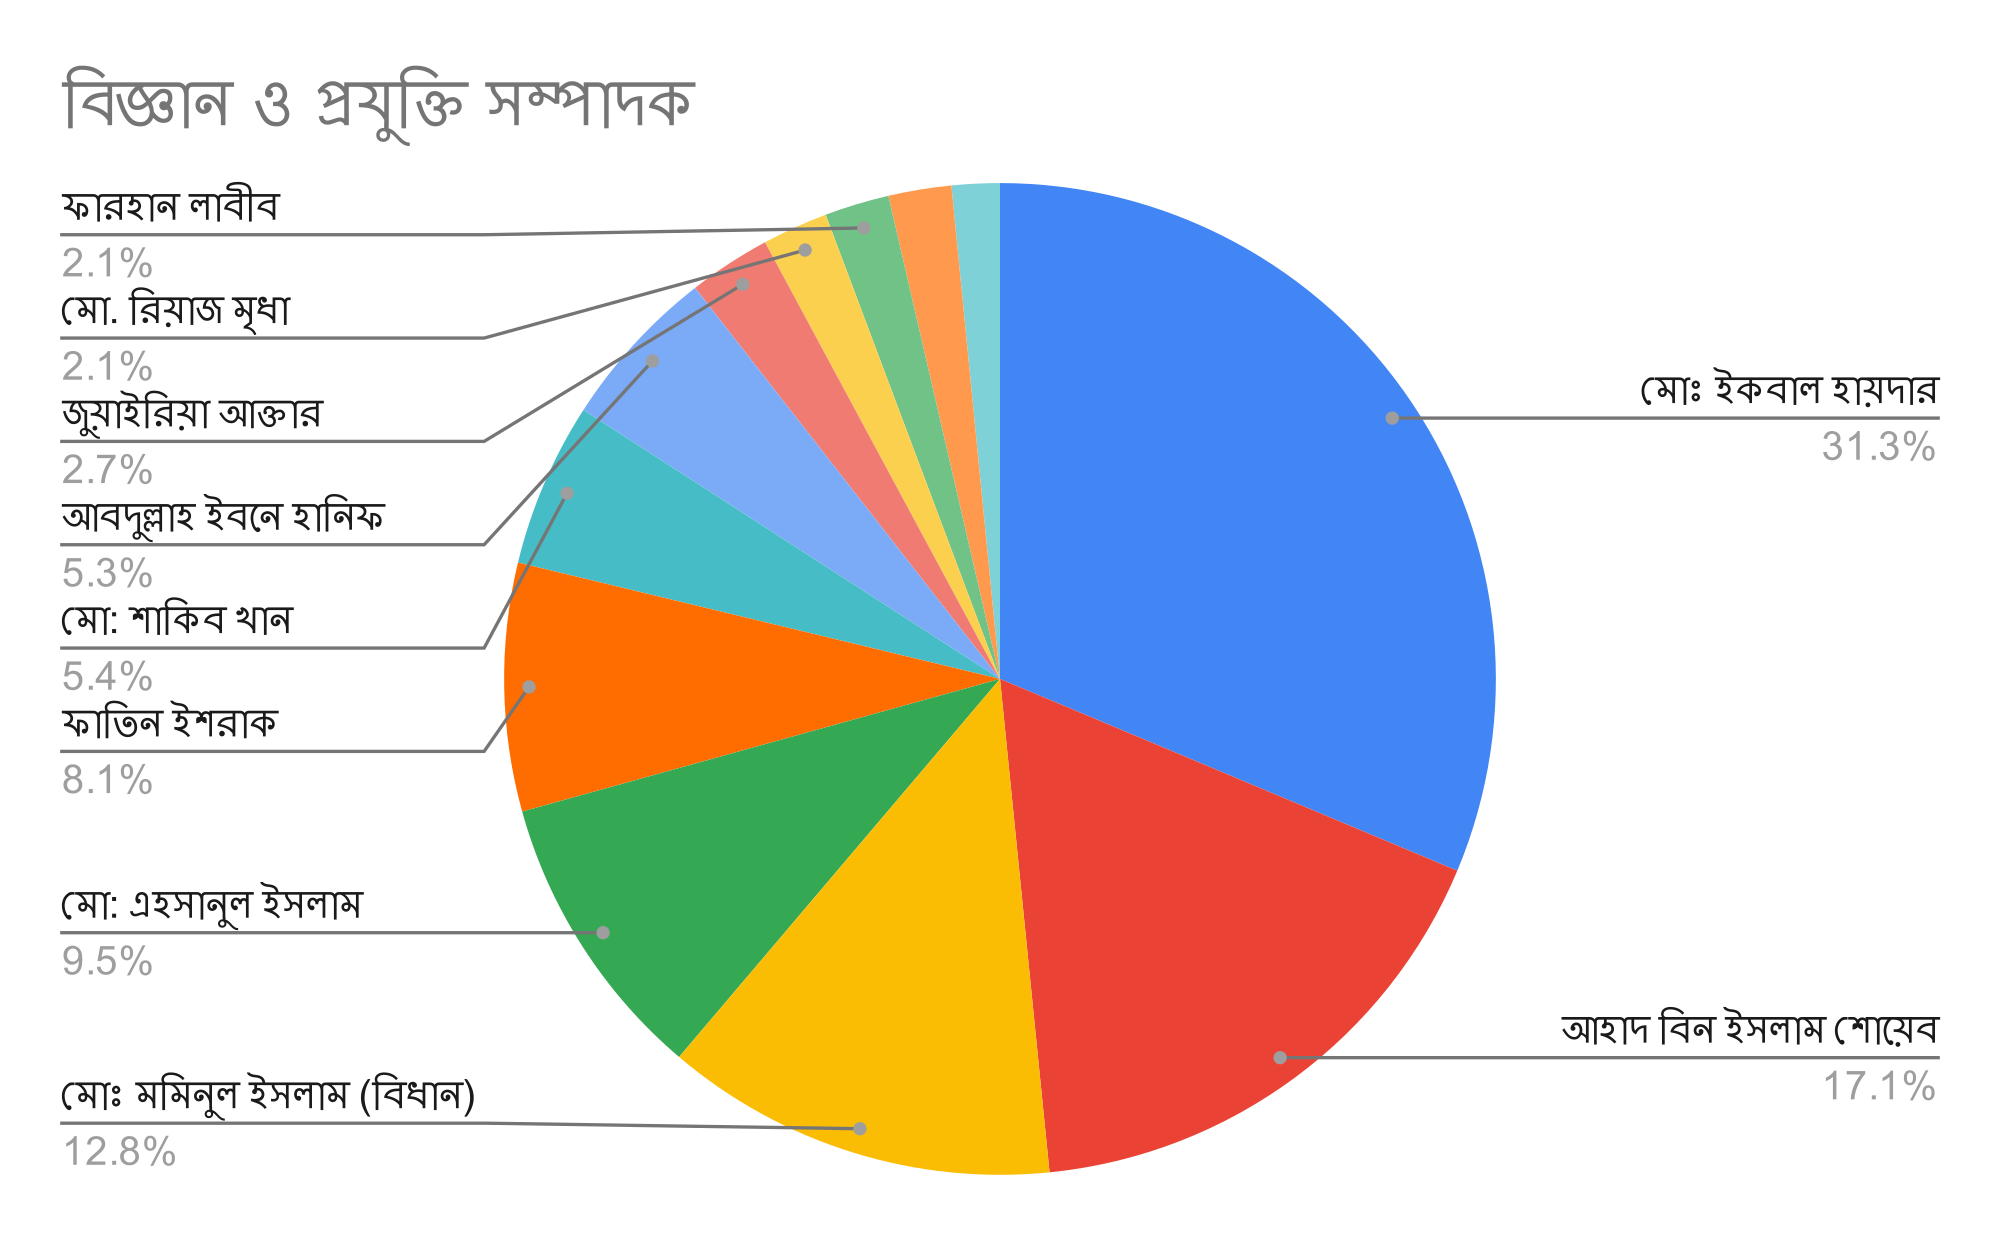 বিজ্ঞান ও প্রযুক্তি সম্পাদক
ফারহান লাবীব
2.1%
মো. রিয়াজ মৃধা
2.1%
জুয়াইরিয়া আক্তার
2.7%
আবদুল্লাহ ইবনে হানিফ
5.3%
মো: শাকিব খান
5.4%
ফাতিন ইশরাক
8.1%
মো: এহসানুল ইসলাম
9.5%
মোঃ মমিনুল ইসলাম (বিধান)
12.8%
মোঃ ইকবাল হায়দার
31.3%
আহাদ বিন ইসলাম শোয়েব
17.1%